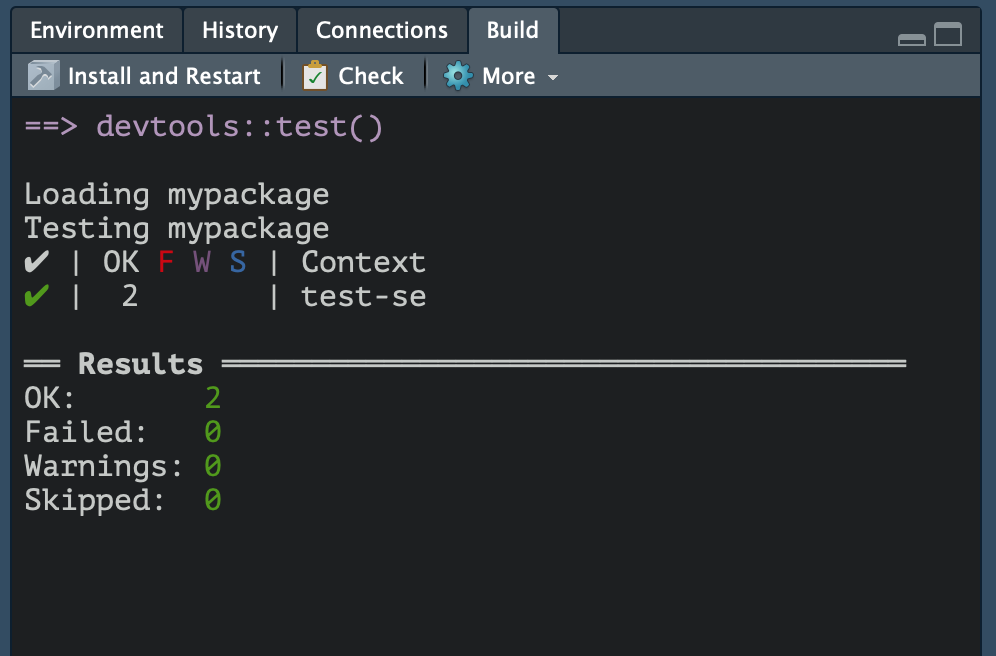 Environment History Connections Build
Install and Restart Check More
==> devtools::test()
Loading mypackage
Testing mypackage
✔ | OK F W S | Context
✔ | 2 | test-se
══ Results ══════════════════════════════════════
OK: 2
Failed: 0
Warnings: 0
Skipped: 0